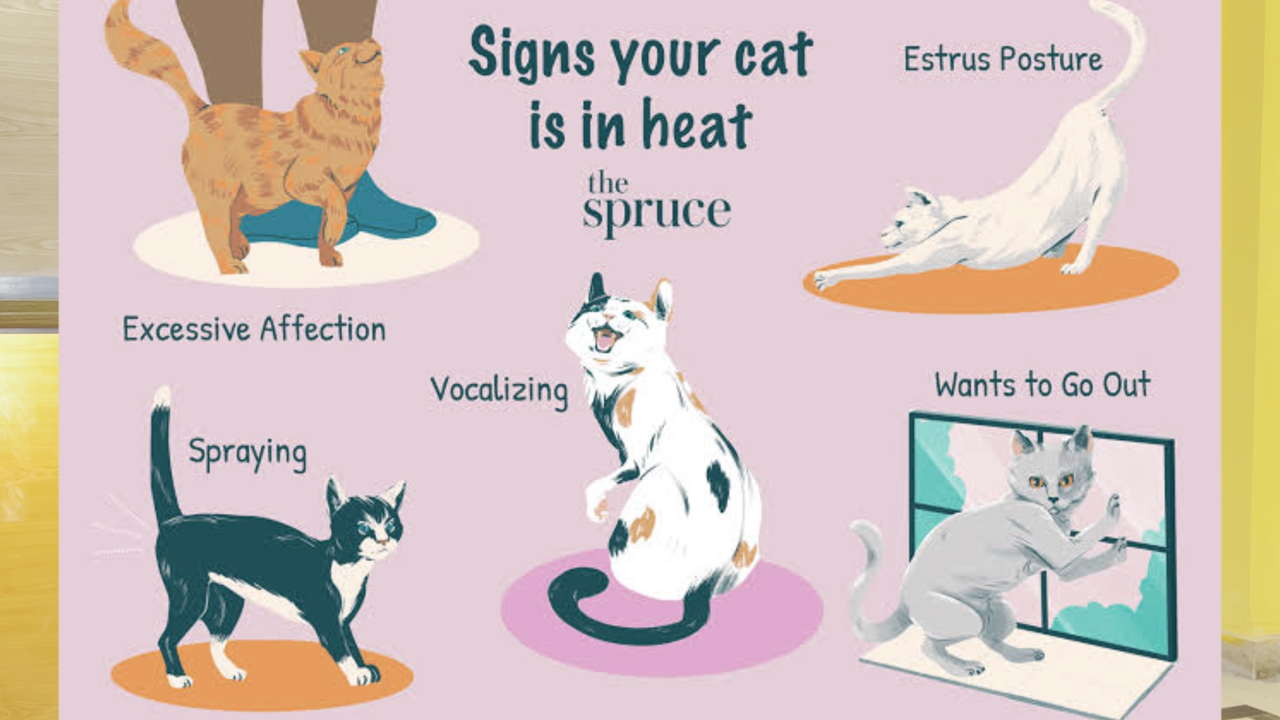 Signs your cat
is in heat
the
spruce
Estrus Posture
Excessive Affection
Vocalizing
Wants to Go Out
Spraying